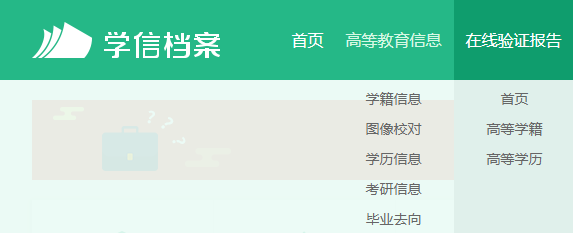 学信档案 首页 高等教育信息 在线验证报告
学籍信息 首页
图像校对 高等学籍
学历信息 高等学历
考研信息
毕业去向